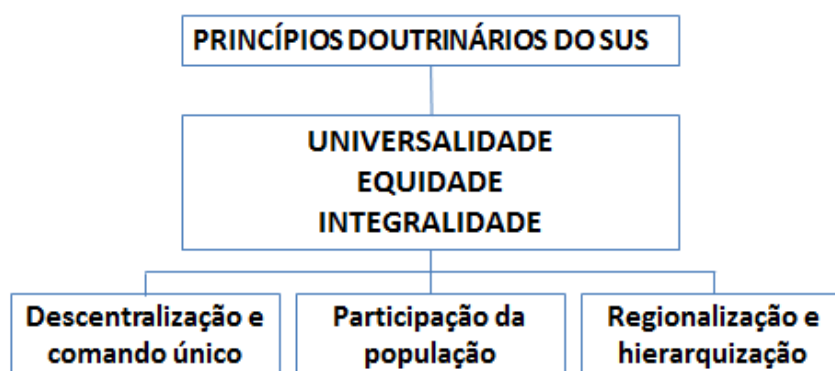 PRINCÍPIOS DOUTRINÁRIOS DO SUS
UNIVERSALIDADE
EQUIDADE
INTEGRALIDADE
Descentralização e
comando único
Participação da
população
Regionalização e
hierarquização